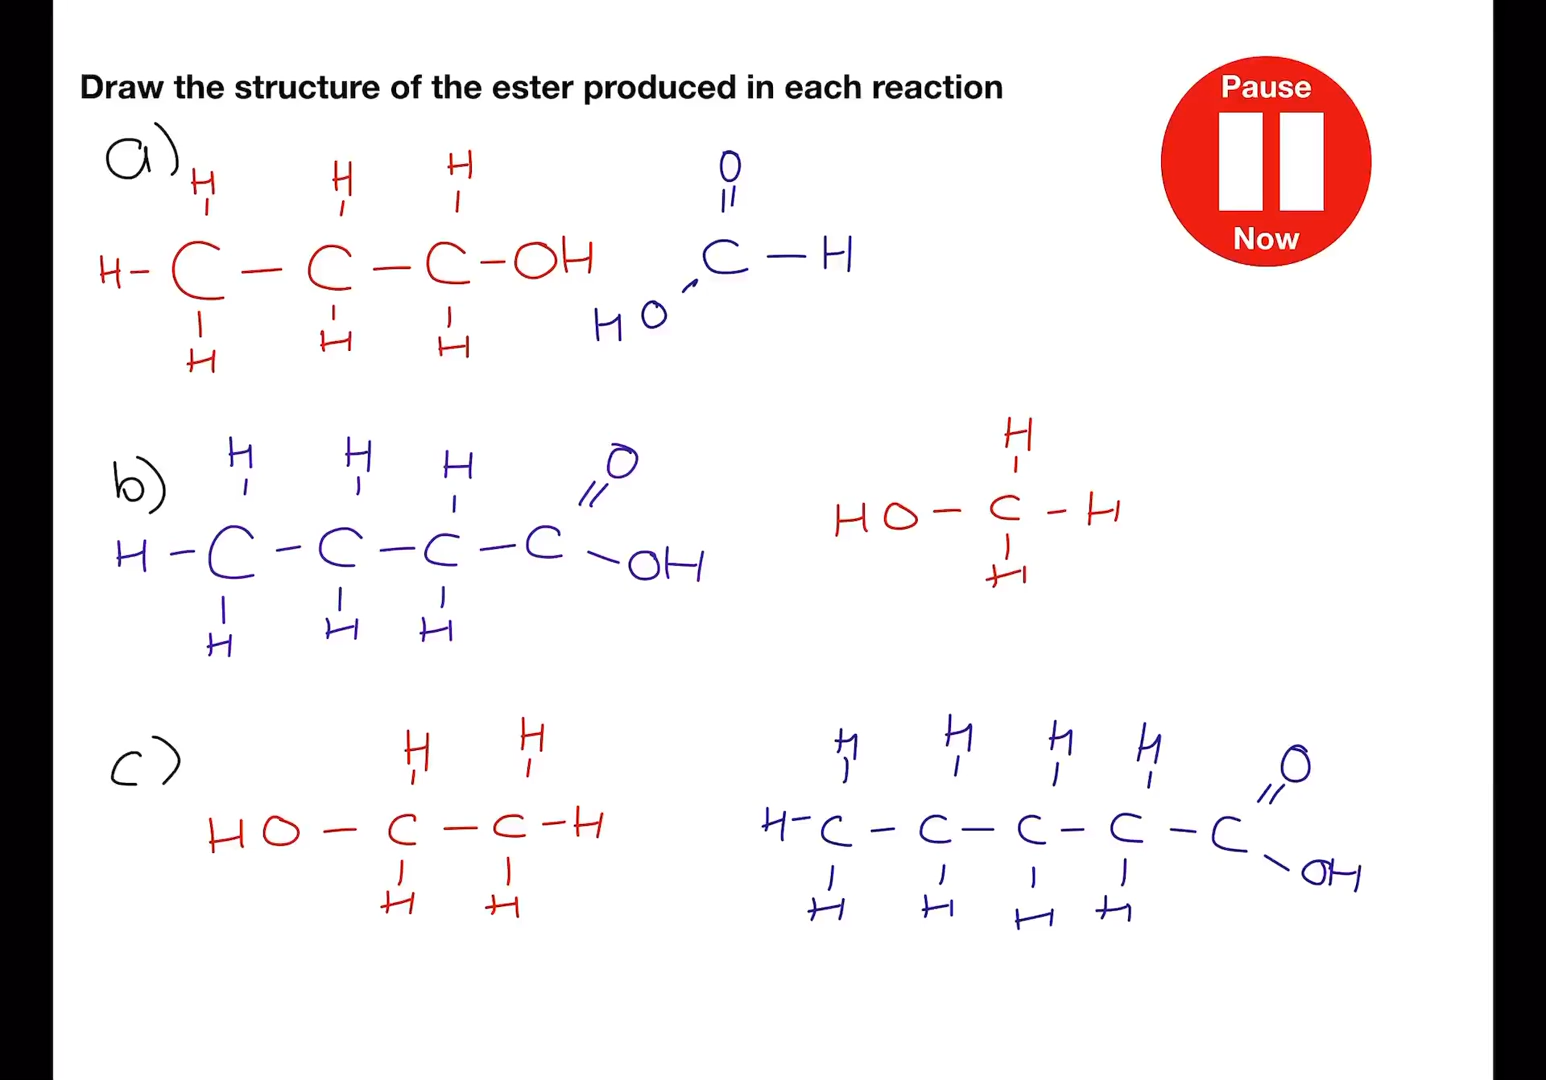 Draw the structure of the ester produced in each reaction
Pause
Now
a)
H H H O
H - C - C - C - OH C - H
H H H HO
b)
H H H O H
H - C - C - C - C - OH HO - C - H
H H H H
c)
H H H H H H O
HO - C - C - H H - C - C - C - C - C - OH
H H H H H H